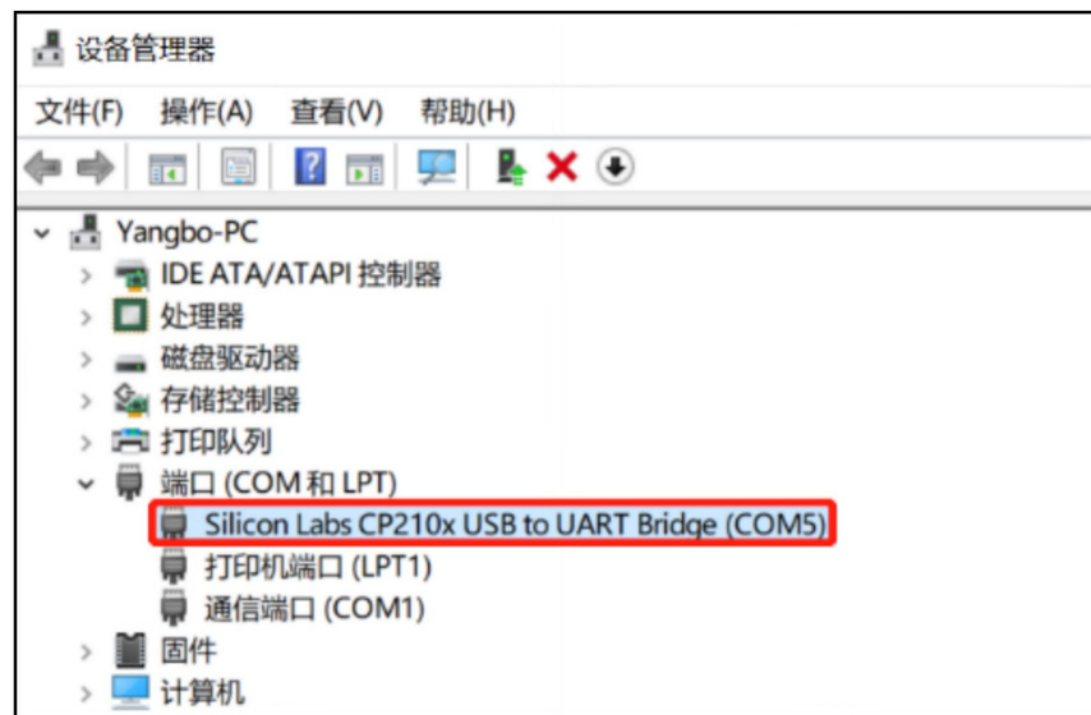 设备管理器
文件(F) 操作(A) 查看(V) 帮助(H)
Yangbo-PC
IDE ATA/ATAPI 控制器
处理器
磁盘驱动器
存储控制器
打印队列
端口 (COM 和 LPT)
Silicon Labs CP210x USB to UART Bridge (COM5)
打印机端口 (LPT1)
通信端口 (COM1)
固件
计算机